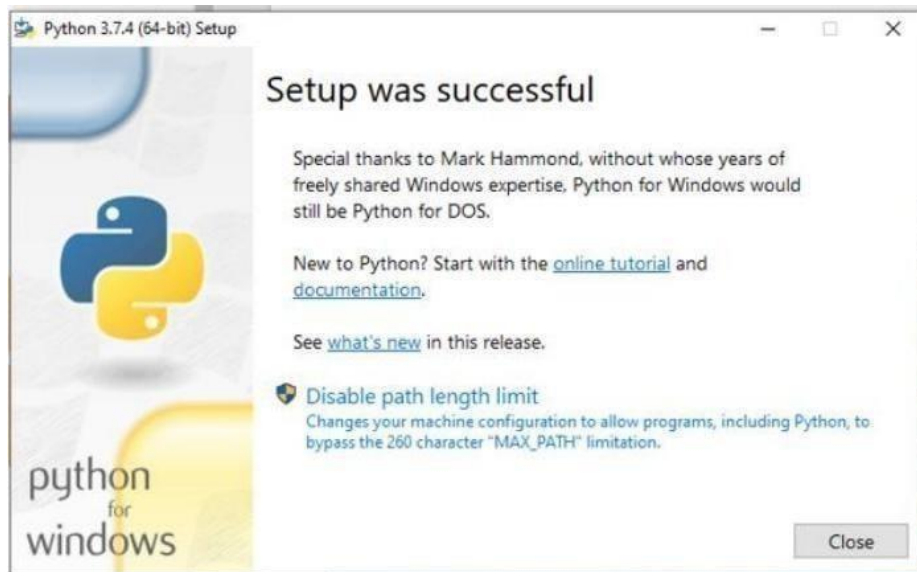 Python 3.7.4 (64-bit) Setup
Setup was successful
Special thanks to Mark Hammond, without whose years of
freely shared Windows expertise, Python for Windows would
still be Python for DOS.
New to Python? Start with the online tutorial and
documentation.
See what's new in this release.
Disable path length limit
Changes your machine configuration to allow programs, including Python, to
bypass the 260 character "MAX_PATH" limitation.
python
for
windows
Close